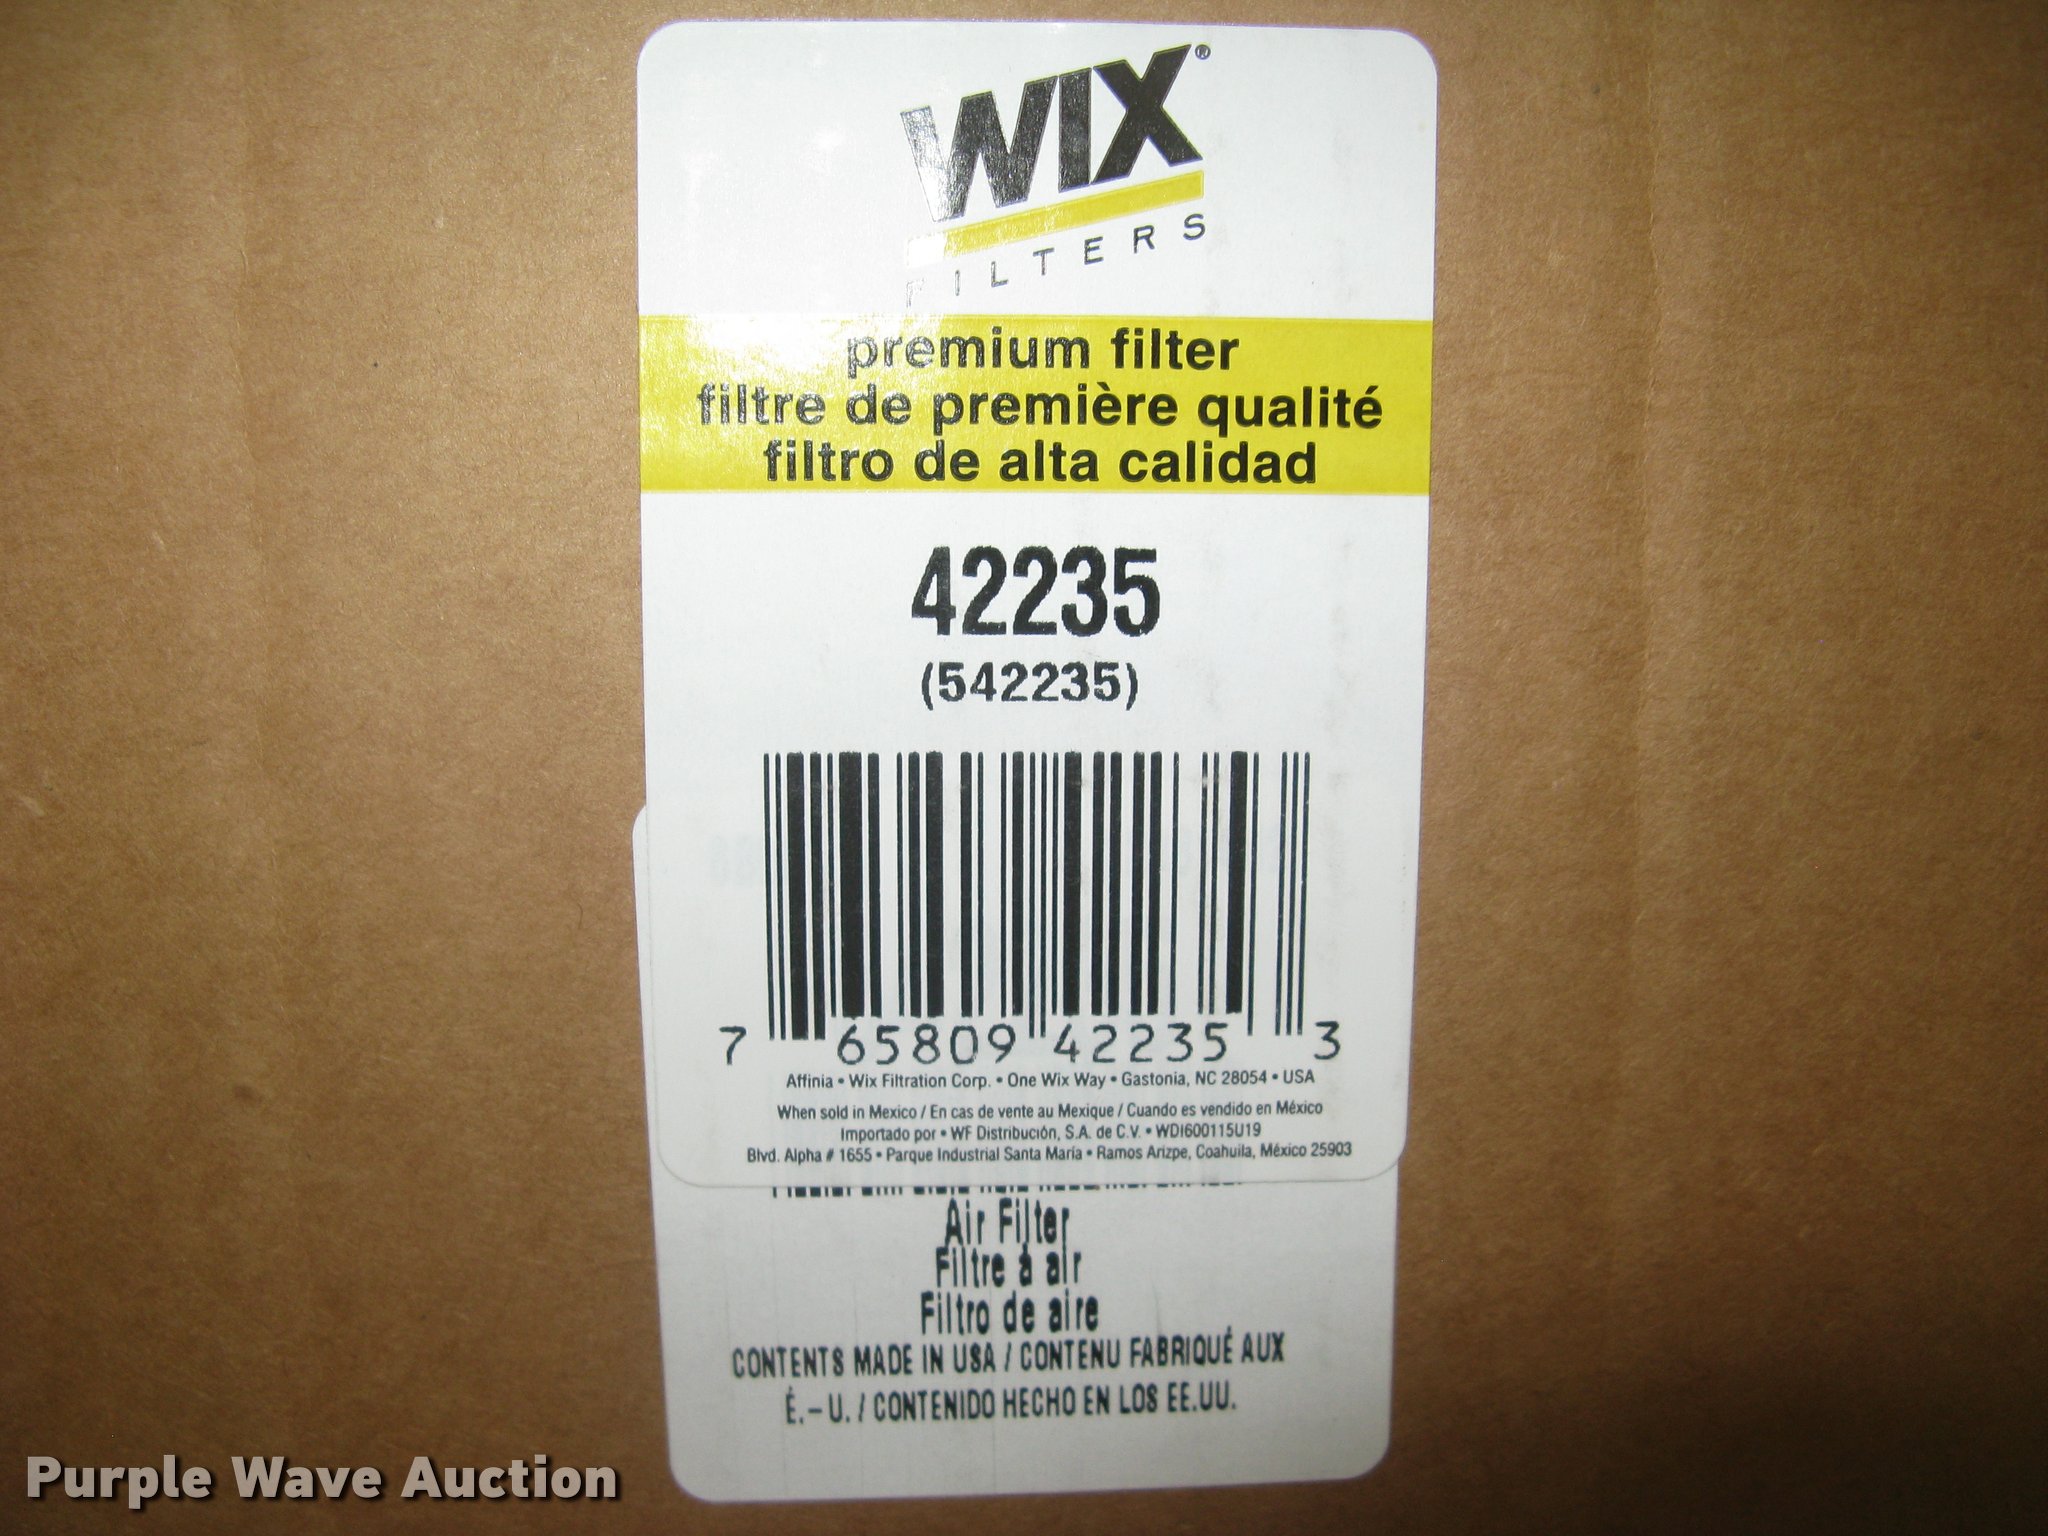 WIX®
FILTERS
premium filter
filtre de première qualité
filtro de alta calidad
42235
(542235)
7 65809 42235 3
Affinia • Wix Filtration Corp. • One Wix Way • Gastonia, NC 28054 • USA
When sold in Mexico / En cas de vente au Mexique / Cuando es vendido en México
Importado por • WF Distribución, S.A. de C.V. • WDI600115U19
Blvd. Alpha # 1655 • Parque Industrial Santa María • Ramos Arizpe, Coahuila, México 25903
Air Filter
Filtre à air
Filtro de aire
CONTENTS MADE IN USA / CONTENU FABRIQUÉ AUX
É.-U. / CONTENIDO HECHO EN LOS EE.UU.
Purple Wave Auction